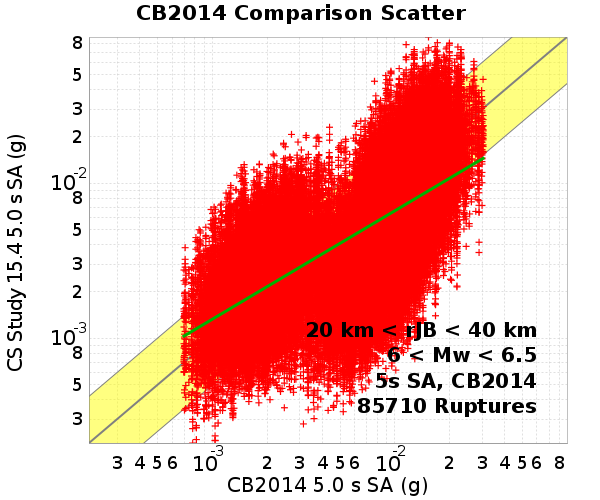 CB2014 Comparison Scatter
8
5
3
2
10-2
8
5
3
2
10-3
8
5
3
CS Study 15.4 5.0 s SA (g)
20 km < rJB < 40 km
6 < Mw < 6.5
5s SA, CB2014
85710 Ruptures
3 4 5 6 10-3 2 3 4 5 6 10-2 2 3 4 5 6 8
CB2014 5.0 s SA (g)